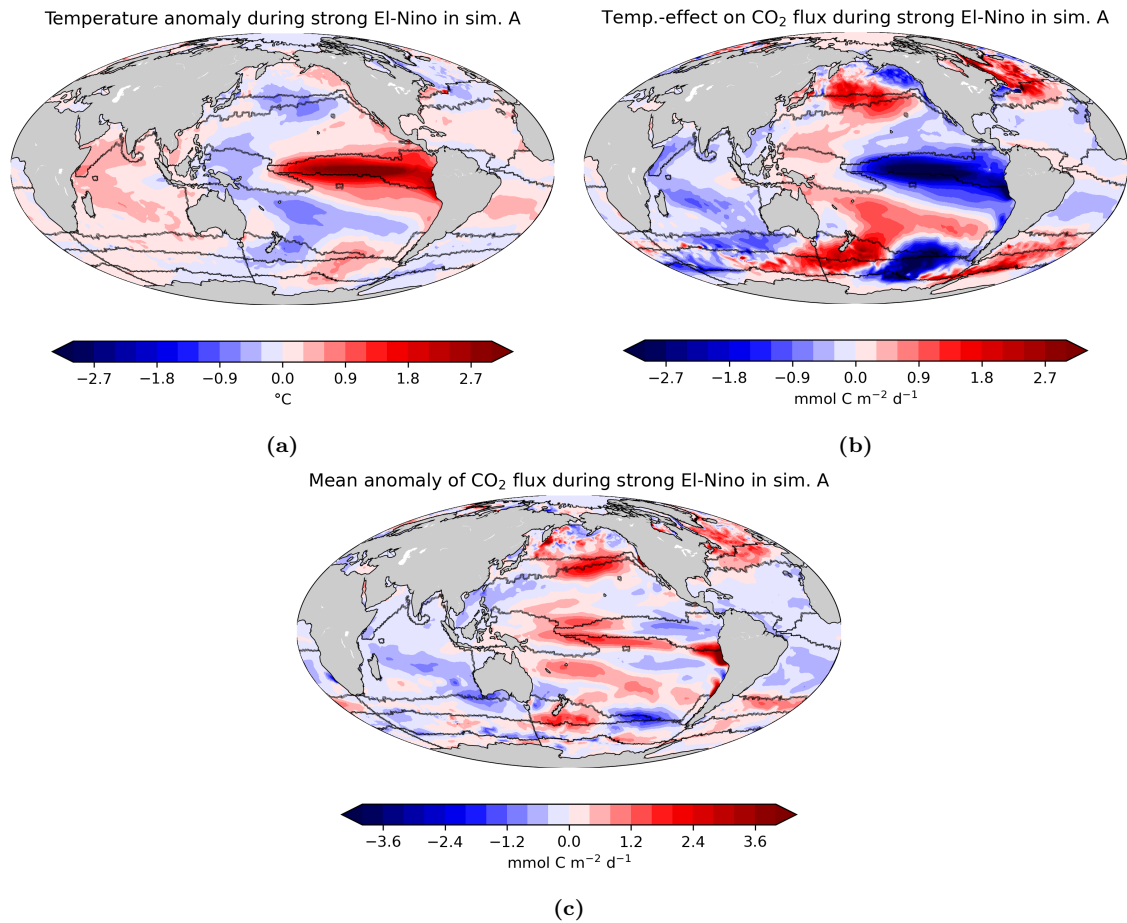 Temperature anomaly during strong El-Nino in sim. A
Temp.-effect on CO₂ flux during strong El-Nino in sim. A
−2.7 −1.8 −0.9 0.0 0.9 1.8 2.7
°C
−2.7 −1.8 −0.9 0.0 0.9 1.8 2.7
mmol C m⁻² d⁻¹
(a)
(b)
Mean anomaly of CO₂ flux during strong El-Nino in sim. A
−3.6 −2.4 −1.2 0.0 1.2 2.4 3.6
mmol C m⁻² d⁻¹
(c)